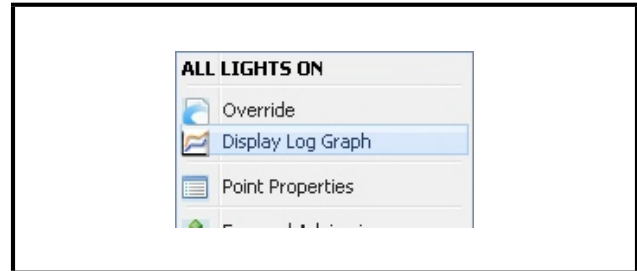 ALL LIGHTS ON
Override
Display Log Graph
Point Properties